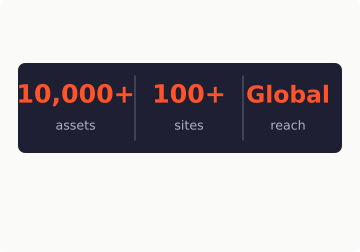 10,000+ 100+ Global
assets sites reach